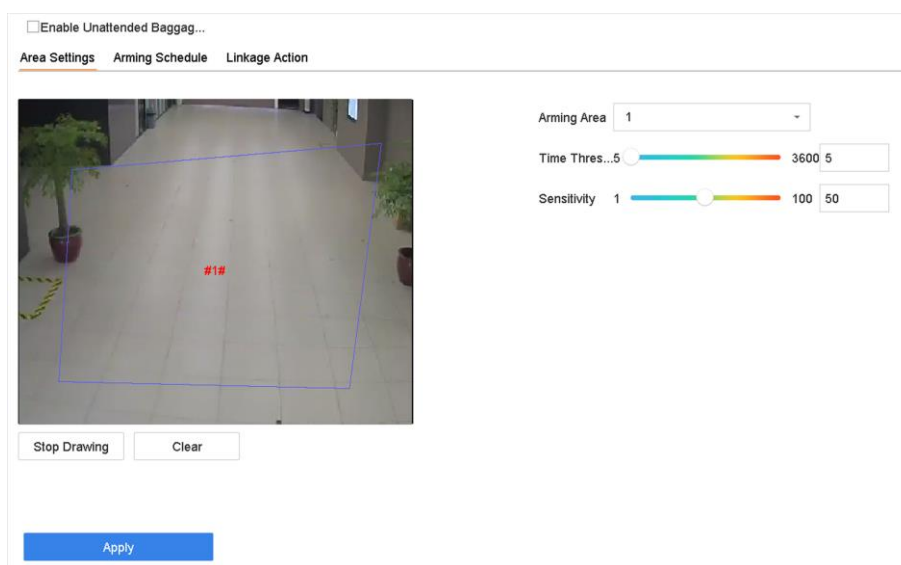 Enable Unattended Baggag...
Area Settings Arming Schedule Linkage Action
Arming Area 1
Time Thres...5 3600 5
Sensitivity 1 100 50
#1#
Stop Drawing Clear
Apply